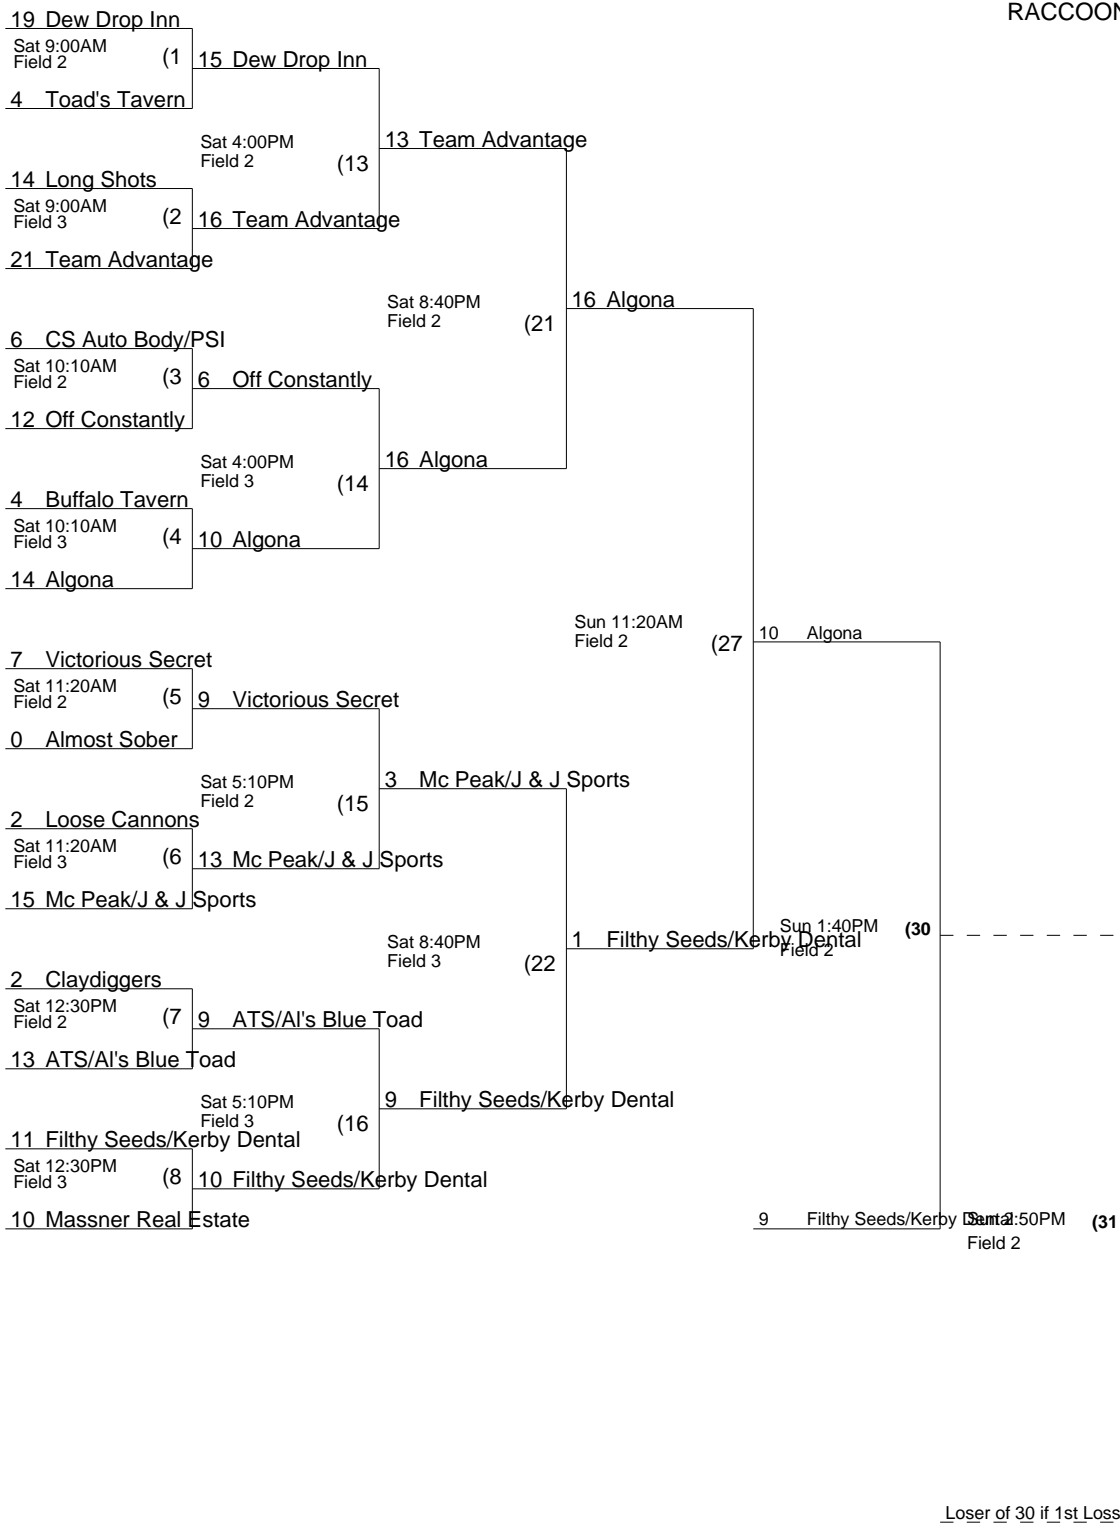 RACCOON
19 Dew Drop Inn
Sat 9:00AM
Field 2
(1
15 Dew Drop Inn
4 Toad's Tavern
Sat 4:00PM
Field 2
(13
13 Team Advantage
14 Long Shots
Sat 9:00AM
Field 3
(2
16 Team Advantage
21 Team Advantage
Sat 8:40PM
Field 2
(21
16 Algona
6 CS Auto Body/PSI
Sat 10:10AM
Field 2
(3
6 Off Constantly
12 Off Constantly
Sat 4:00PM
Field 3
(14
16 Algona
4 Buffalo Tavern
Sat 10:10AM
Field 3
(4
10 Algona
14 Algona
Sun 11:20AM
Field 2
(27
10 Algona
7 Victorious Secret
Sat 11:20AM
Field 2
(5
9 Victorious Secret
0 Almost Sober
Sat 5:10PM
Field 2
(15
3 Mc Peak/J & J Sports
2 Loose Cannons
Sat 11:20AM
Field 3
(6
13 Mc Peak/J & J Sports
15 Mc Peak/J & J Sports
Sat 8:40PM
Field 3
(22
1 Filthy Seeds/Kerby Dental
Sun 1:40PM
Field 2
(30
2 Claydiggers
Sat 12:30PM
Field 2
(7
9 ATS/Al's Blue Toad
13 ATS/Al's Blue Toad
Sat 5:10PM
Field 3
(16
9 Filthy Seeds/Kerby Dental
11 Filthy Seeds/Kerby Dental
Sat 12:30PM
Field 3
(8
10 Filthy Seeds/Kerby Dental
10 Massner Real Estate
9 Filthy Seeds/Kerby Dental
Sun 2:50PM
Field 2
(31
Loser of 30 if 1st Loss